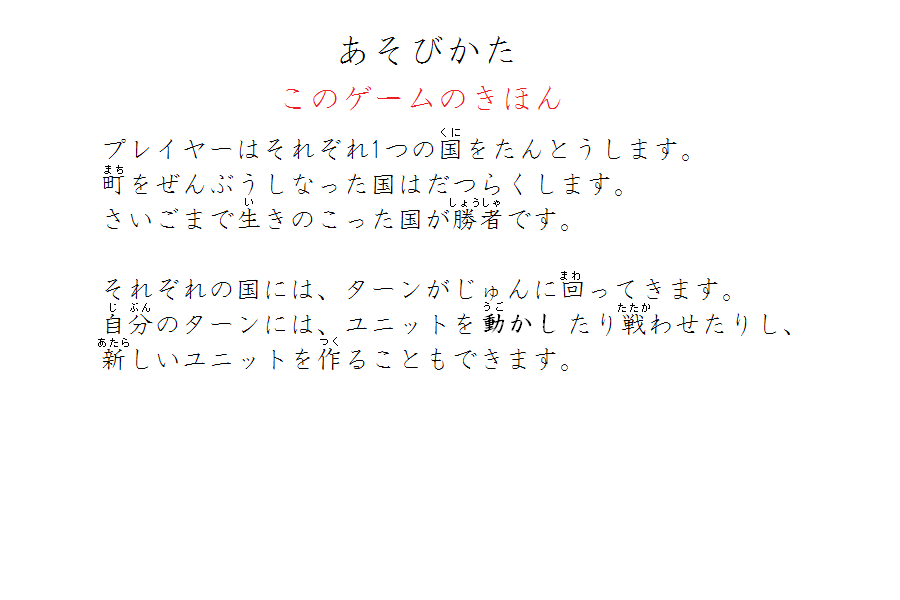 あそびかた
このゲームのきほん
プレイヤーはそれぞれ1つの国をたんとうします。
町をぜんぶうしなった国はだつらくします。
さいごまで生きのこった国が勝者です。
それぞれの国には、ターンがじゅんに回ってきます。
自分のターンには、ユニットを動かしたり戦わせたりし、
新しいユニットを作ることもできます。